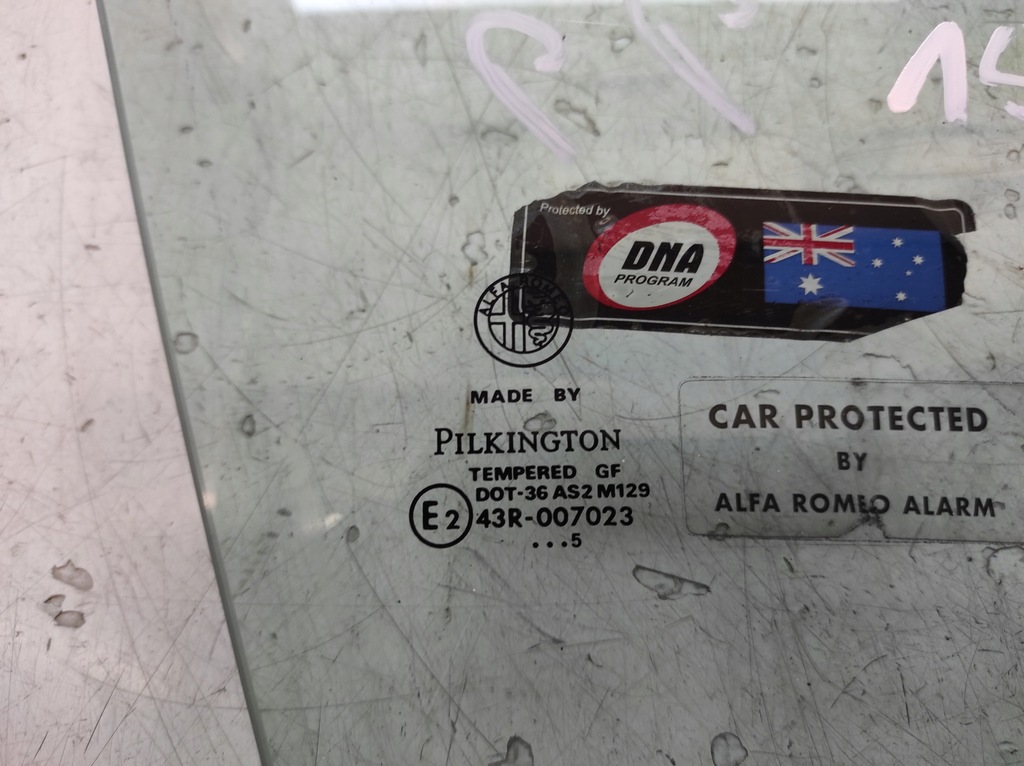 15
Protected by
DNA
PROGRAM
ALFA ROMEO
MADE BY
PILKINGTON
TEMPERED GF
DOT-36 AS2 M129
E2 43R-007023
...5
CAR PROTECTED
BY
ALFA ROMEO ALARM